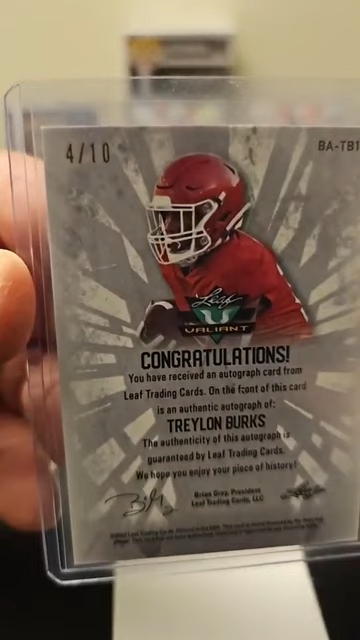 4/10
BA-TB1
Leaf
VALIANT
CONGRATULATIONS!
You have received an autograph card from
Leaf Trading Cards. On the front of this card
is an authentic autograph of:
TREYLON BURKS
The authenticity of this autograph is
guaranteed by Leaf Trading Cards.
We hope you enjoy your piece of history!
Brian Gray, President
Leaf Trading Cards, LLC